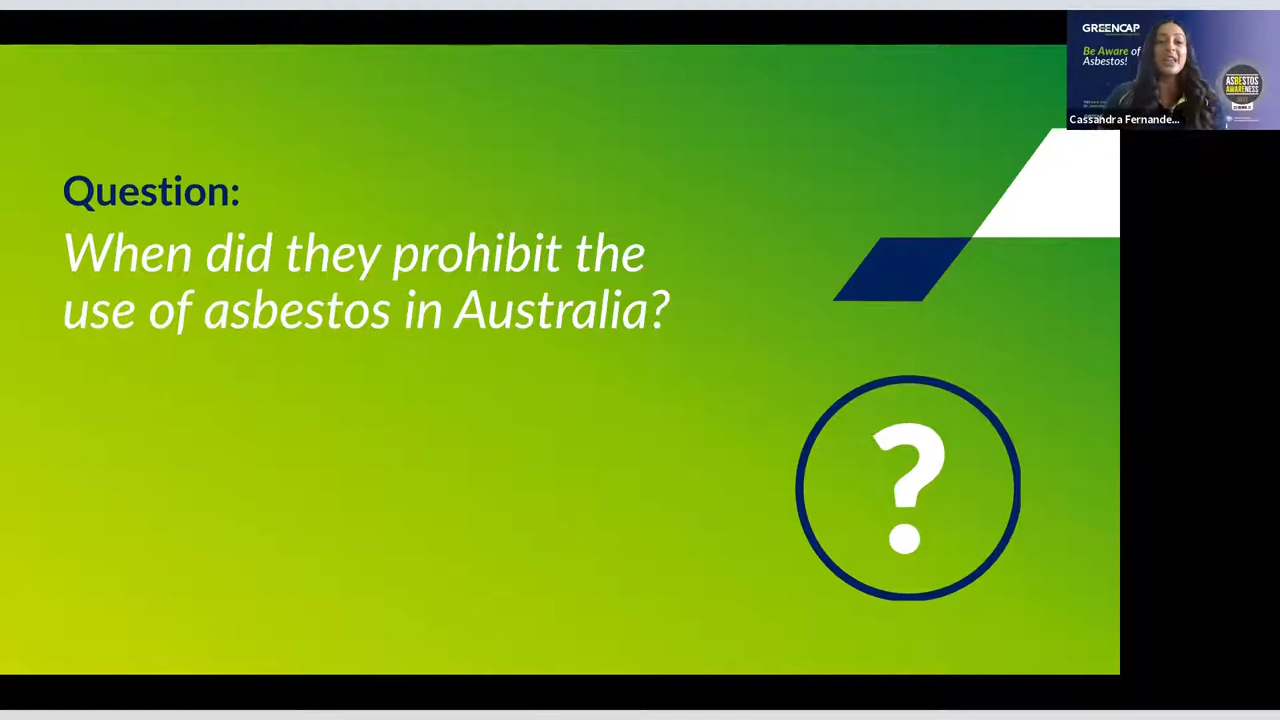 GREENCAP
Be Aware of
Asbestos!
ASBESTOS
AWARENESS
Cassandra Fernande...
Question:
When did they prohibit the
use of asbestos in Australia?
?